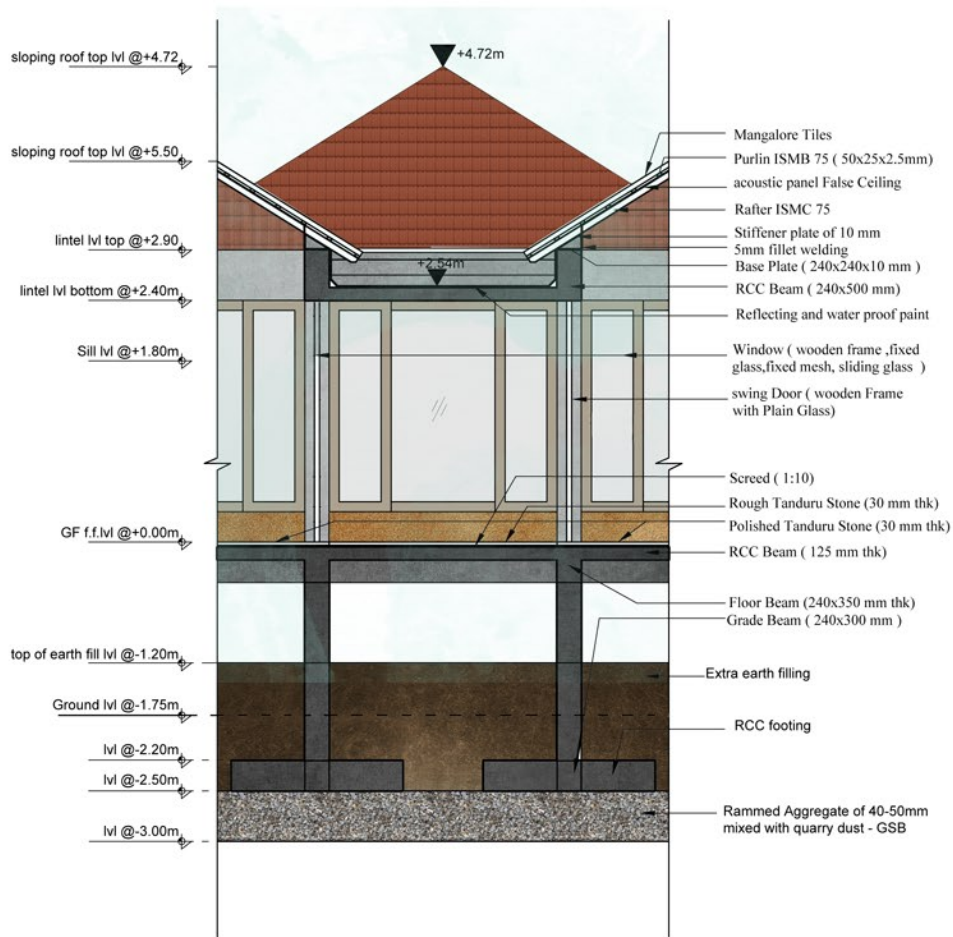 sloping roof top lvl @+4.72
+4.72m
sloping roof top lvl @+5.50
lintel lvl top @+2.90
+2.54m
lintel lvl bottom @+2.40m
Sill lvl @+1.80m
GF f.f.lvl @+0.00m
top of earth fill lvl @-1.20m
Ground lvl @-1.75m
lvl @-2.20m
lvl @-2.50m
lvl @-3.00m
Mangalore Tiles
Purlin ISMB 75 ( 50x25x2.5mm)
acoustic panel False Ceiling
Rafter ISMC 75
Stiffener plate of 10 mm
5mm fillet welding
Base Plate ( 240x240x10 mm )
RCC Beam ( 240x500 mm)
Reflecting and water proof paint
Window ( wooden frame ,fixed
glass,fixed mesh, sliding glass )
swing Door ( wooden Frame
with Plain Glass)
Screed ( 1:10)
Rough Tanduru Stone (30 mm thk)
Polished Tanduru Stone (30 mm thk)
RCC Beam ( 125 mm thk)
Floor Beam (240x350 mm thk)
Grade Beam ( 240x300 mm )
Extra earth filling
RCC footing
Rammed Aggregate of 40-50mm
mixed with quarry dust - GSB